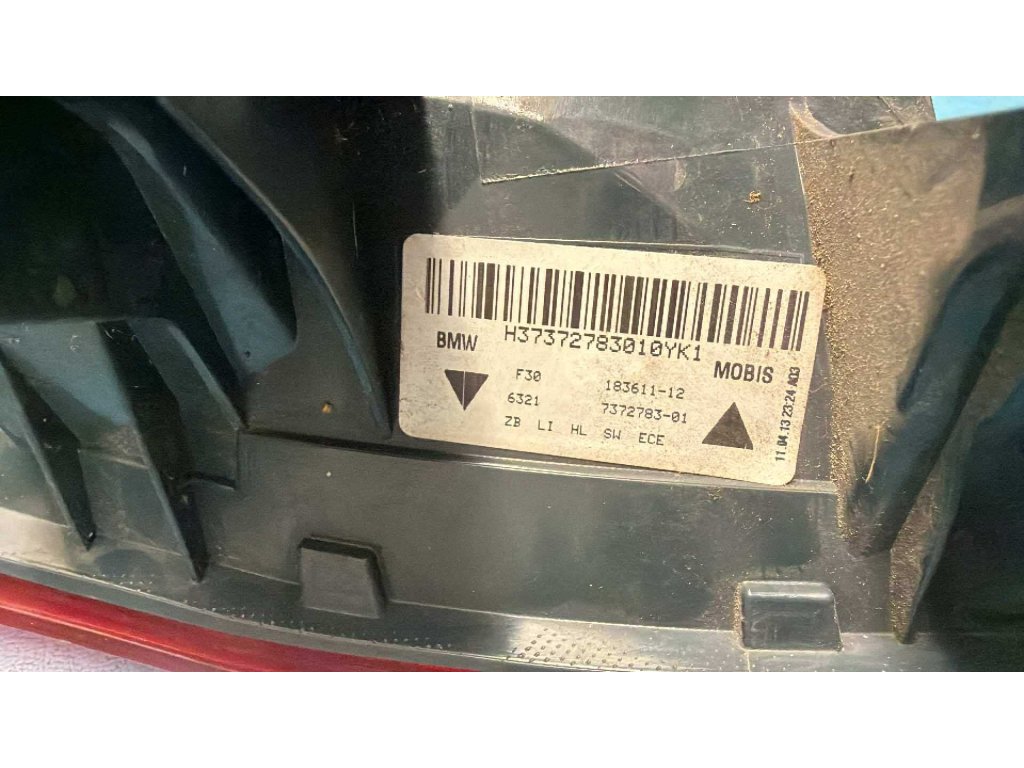 H37372783010YK1
BMW
MOBIS
F30 183611-12
6321 7372783-01
ZB LI HL SW ECE
11.04.13 23:24 A03